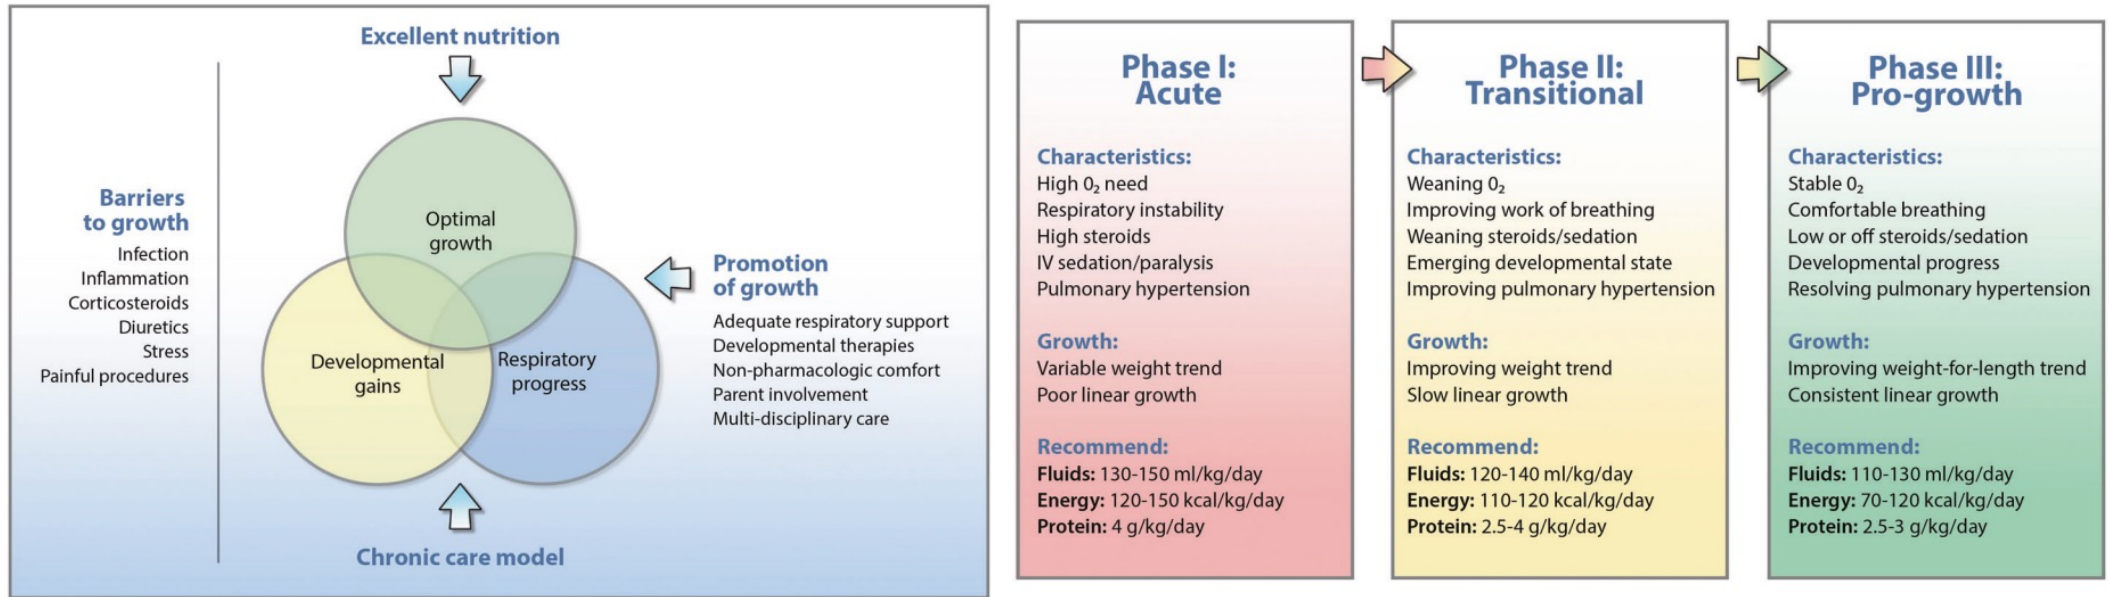 Excellent nutrition
Barriers
to growth
Infection
Inflammation
Corticosteroids
Diuretics
Stress
Painful procedures
Optimal
growth
Developmental
gains
Respiratory
progress
Promotion
of growth
Adequate respiratory support
Developmental therapies
Non-pharmacologic comfort
Parent involvement
Multi-disciplinary care
Chronic care model
Phase I:
Acute
Characteristics:
High 0₂ need
Respiratory instability
High steroids
IV sedation/paralysis
Pulmonary hypertension
Growth:
Variable weight trend
Poor linear growth
Recommend:
Fluids: 130-150 ml/kg/day
Energy: 120-150 kcal/kg/day
Protein: 4 g/kg/day
Phase II:
Transitional
Characteristics:
Weaning 0₂
Improving work of breathing
Weaning steroids/sedation
Emerging developmental state
Improving pulmonary hypertension
Growth:
Improving weight trend
Slow linear growth
Recommend:
Fluids: 120-140 ml/kg/day
Energy: 110-120 kcal/kg/day
Protein: 2.5-4 g/kg/day
Phase III:
Pro-growth
Characteristics:
Stable 0₂
Comfortable breathing
Low or off steroids/sedation
Developmental progress
Resolving pulmonary hypertension
Growth:
Improving weight-for-length trend
Consistent linear growth
Recommend:
Fluids: 110-130 ml/kg/day
Energy: 70-120 kcal/kg/day
Protein: 2.5-3 g/kg/day